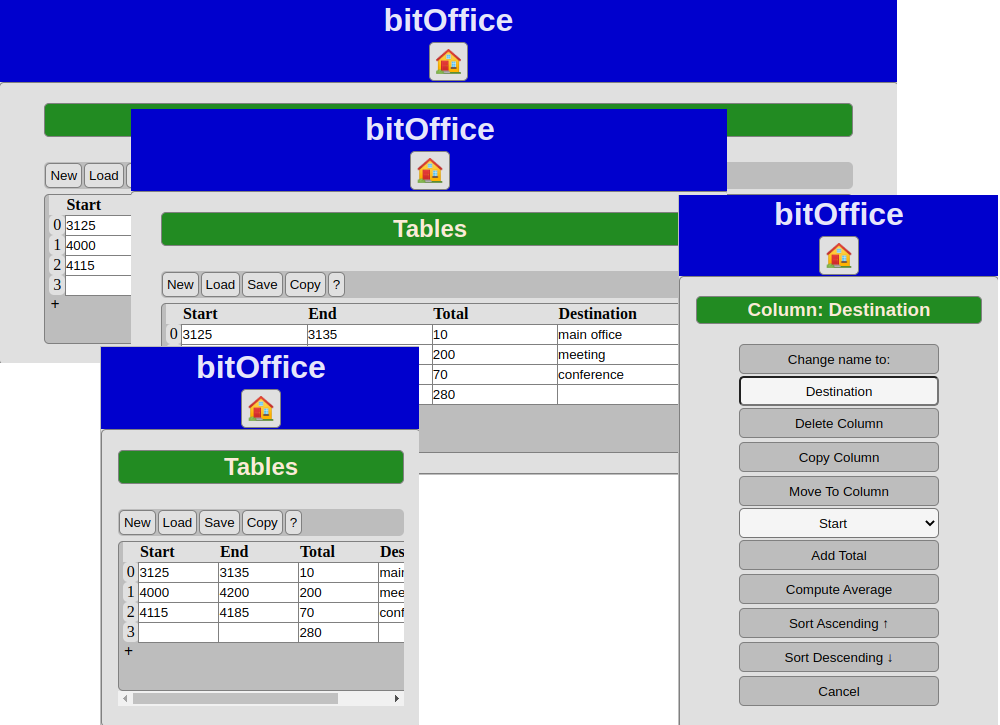 bitOffice
New Load
Start
0 3125
1 4000
2 4115
3
+
bitOffice
Tables
New Load Save Copy ?
Start End Total Destination
0 3125 3135 10 main office
200 meeting
70 conference
280
bitOffice
Tables
New Load Save Copy ?
Start End Total Des
0 3125 3135 10 main
1 4000 4200 200 mee
2 4115 4185 70 conf
3 280
+
bitOffice
Column: Destination
Change name to:
Destination
Delete Column
Copy Column
Move To Column
Start
Add Total
Compute Average
Sort Ascending ↑
Sort Descending ↓
Cancel